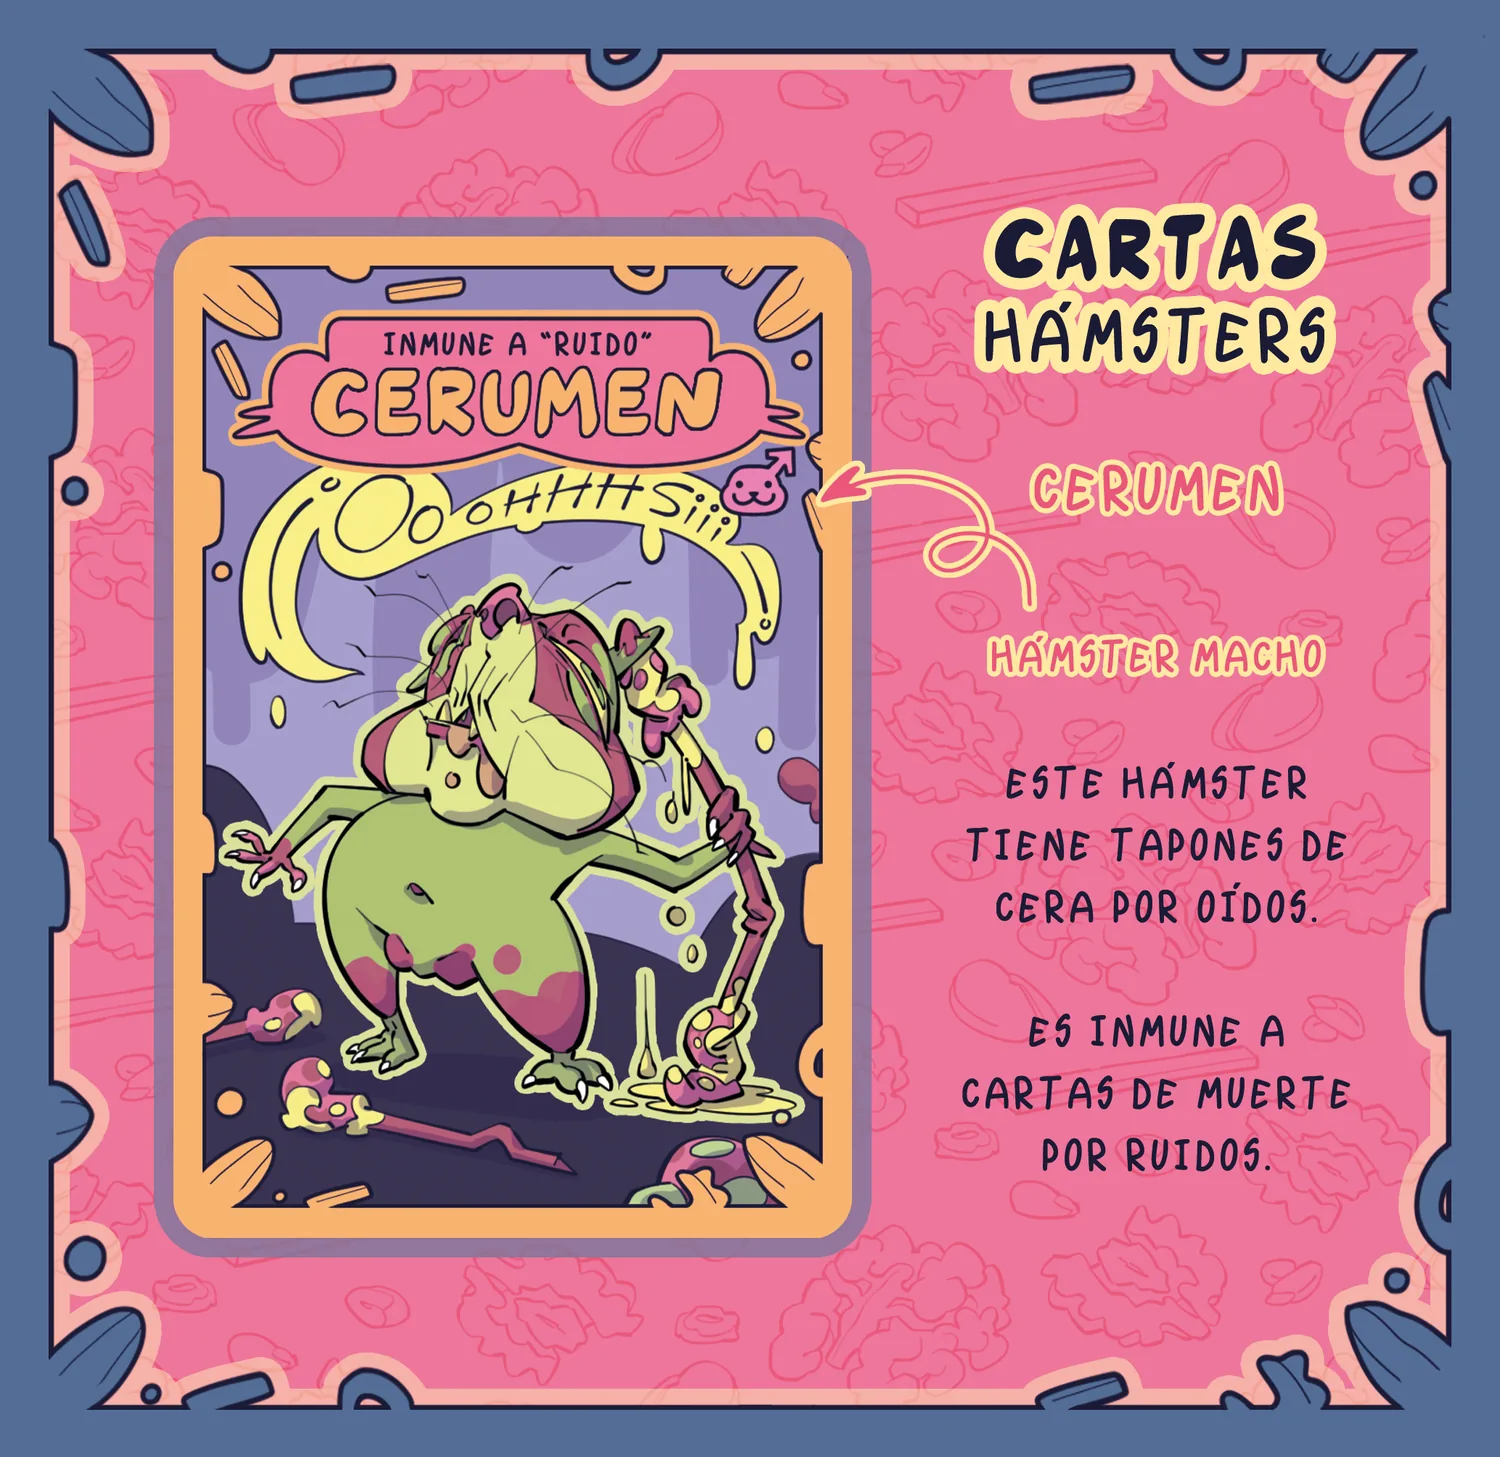 INMUNE A "RUIDO"
CERUMEN
OOOOHHHHSiii
CARTAS
HÁMSTERS
CERUMEN
HÁMSTER MACHO
ESTE HÁMSTER
TIENE TAPONES DE
CERA POR OÍDOS.
ES INMUNE A
CARTAS DE MUERTE
POR RUIDOS.